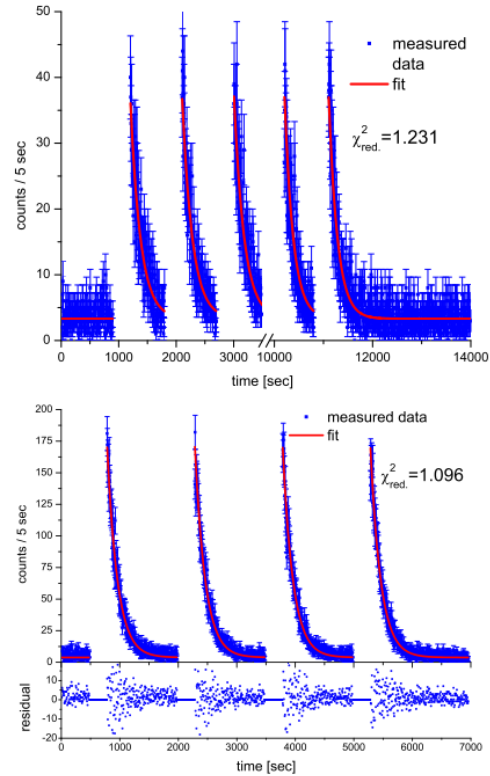 50
measured
data
fit
40
χ²red.=1.231
30
20
10
0
counts / 5 sec
0 1000 2000 3000 10000 12000 14000
time [sec]
200
measured data
175
fit
150
χ²red.=1.096
125
100
75
50
25
0
counts / 5 sec
10
0
-10
-20
residual
0 1000 2000 3000 4000 5000 6000 7000
time [sec]